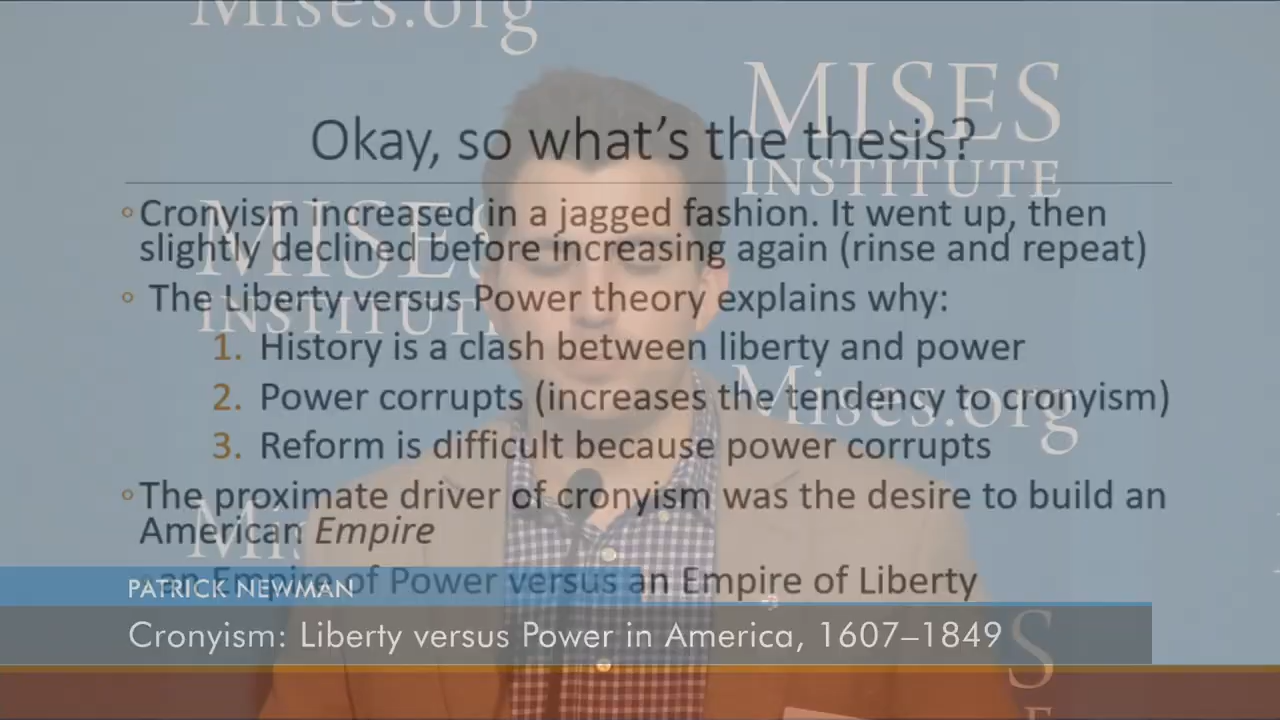 Mises.org
MISES
INSTITUTE
Okay, so what's the thesis?
◦ Cronyism increased in a jagged fashion. It went up, then
slightly declined before increasing again (rinse and repeat)
MISES
INSTITUT
◦ The Liberty versus Power theory explains why:
1. History is a clash between liberty and power
2. Power corrupts (increases the tendency to cronyism)
Mises.org
3. Reform is difficult because power corrupts
◦ The proximate driver of cronyism was the desire to build an
American Empire
Mi
◦ an Empire of Power versus an Empire of Liberty
PATRICK NEWMAN
Cronyism: Liberty versus Power in America, 1607–1849
S
E